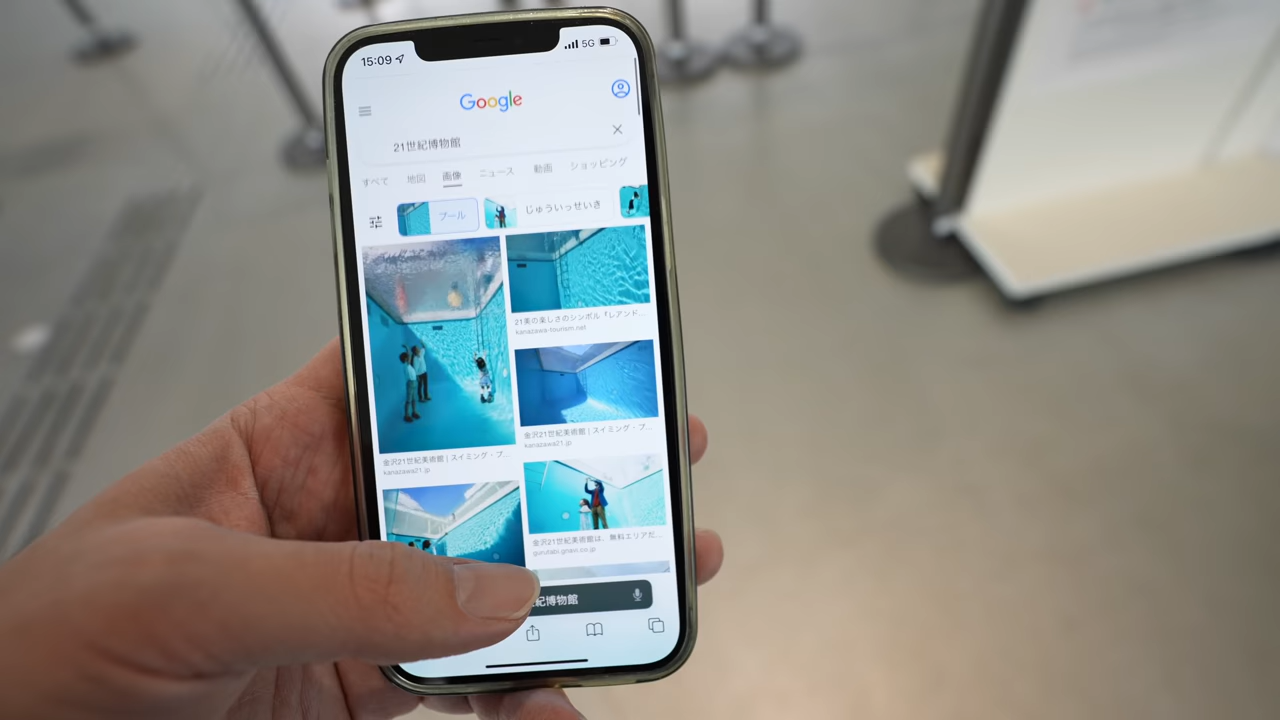 15:09
5G
Google
21世紀博物館
すべて 地図 画像 ニュース 動画 ショッピング
プール じゅういっせいき
21美の楽しさのシンボル『レアンド...
kanazawa-tourism.net
金沢21世紀美術館 | スイミング・プ...
kanazawa21.jp
金沢21世紀美術館 | スイミング・プ...
kanazawa21.jp
金沢21世紀美術館は、無料エリアだ...
gurutabi.gnavi.co.jp
紀博物館